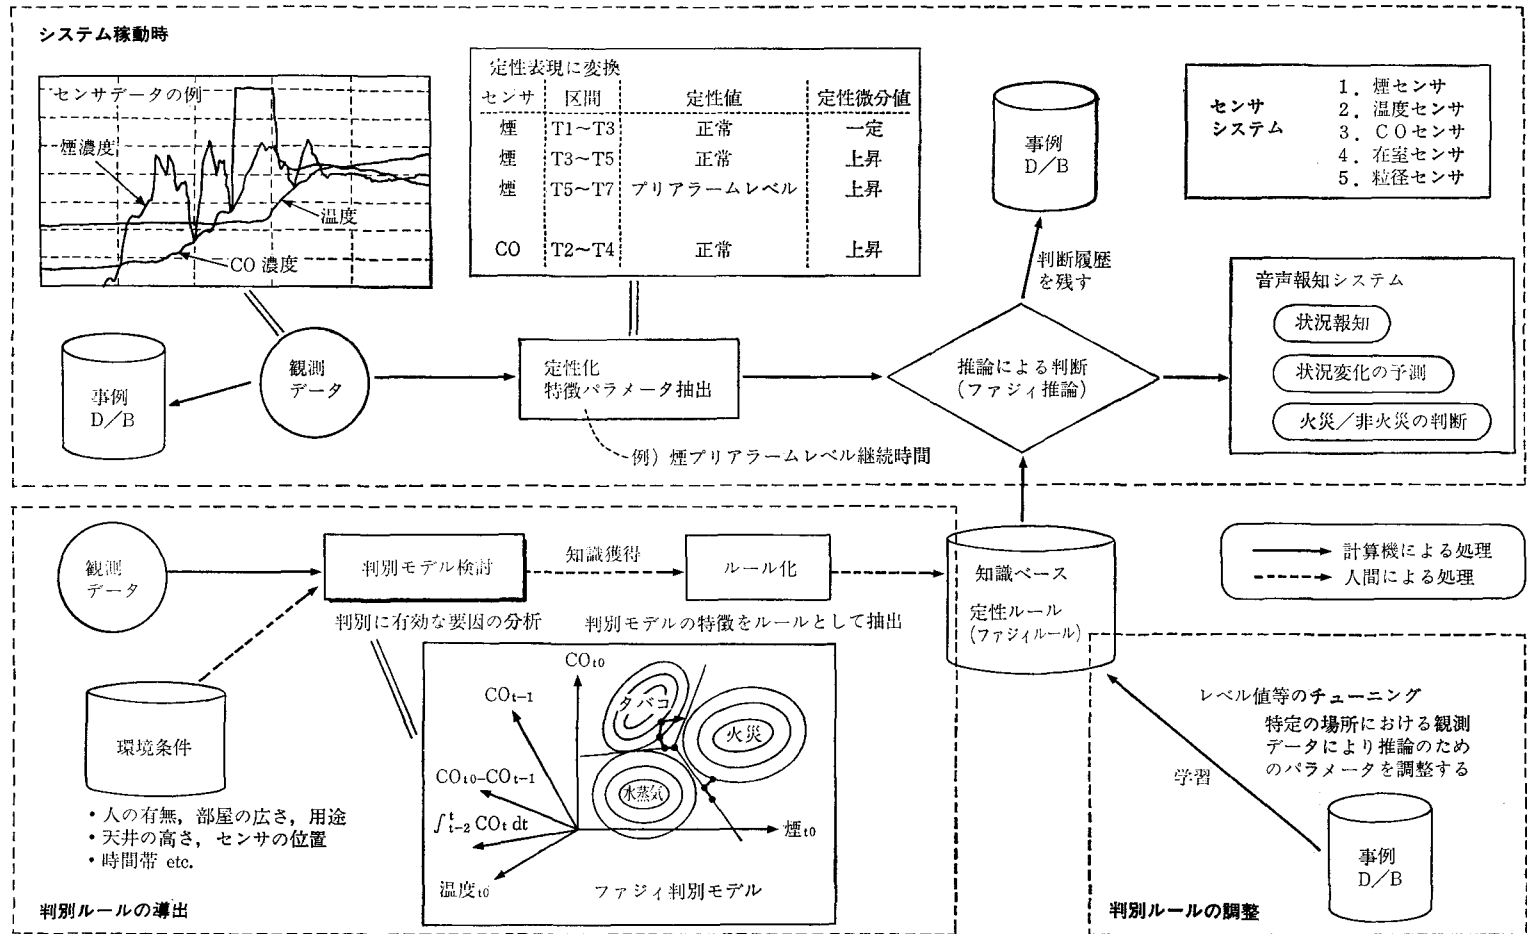 システム稼動時
センサデータの例
煙濃度
温度
CO 濃度
定性表現に変換
センサ 区間 定性値 定性微分値
煙 T1〜T3 正常 一定
煙 T3〜T5 正常 上昇
煙 T5〜T7 プリアラームレベル 上昇
CO T2〜T4 正常 上昇
事例
D/B
センサ
システム
1. 煙センサ
2. 温度センサ
3. COセンサ
4. 在室センサ
5. 粒径センサ
判断履歴
を残す
音声報知システム
状況報知
状況変化の予測
火災/非火災の判断
事例
D/B
観測
データ
定性化
特徴パラメータ抽出
推論による判断
(ファジィ推論)
例) 煙プリアラームレベル継続時間
観測
データ
判別モデル検討
知識獲得
ルール化
知識ベース
定性ルール
(ファジィルール)
計算機による処理
人間による処理
判別に有効な要因の分析
判別モデルの特徴をルールとして抽出
環境条件
・人の有無, 部屋の広さ, 用途
・天井の高さ, センサの位置
・時間帯 etc.
COt0
COt−1
COt0−COt−1
∫t t−2 COt dt
温度t0
煙t0
タバコ
火災
水蒸気
ファジィ判別モデル
判別ルールの導出
レベル値等のチューニング
特定の場所における観測
データにより推論のため
のパラメータを調整する
学習
事例
D/B
判別ルールの調整